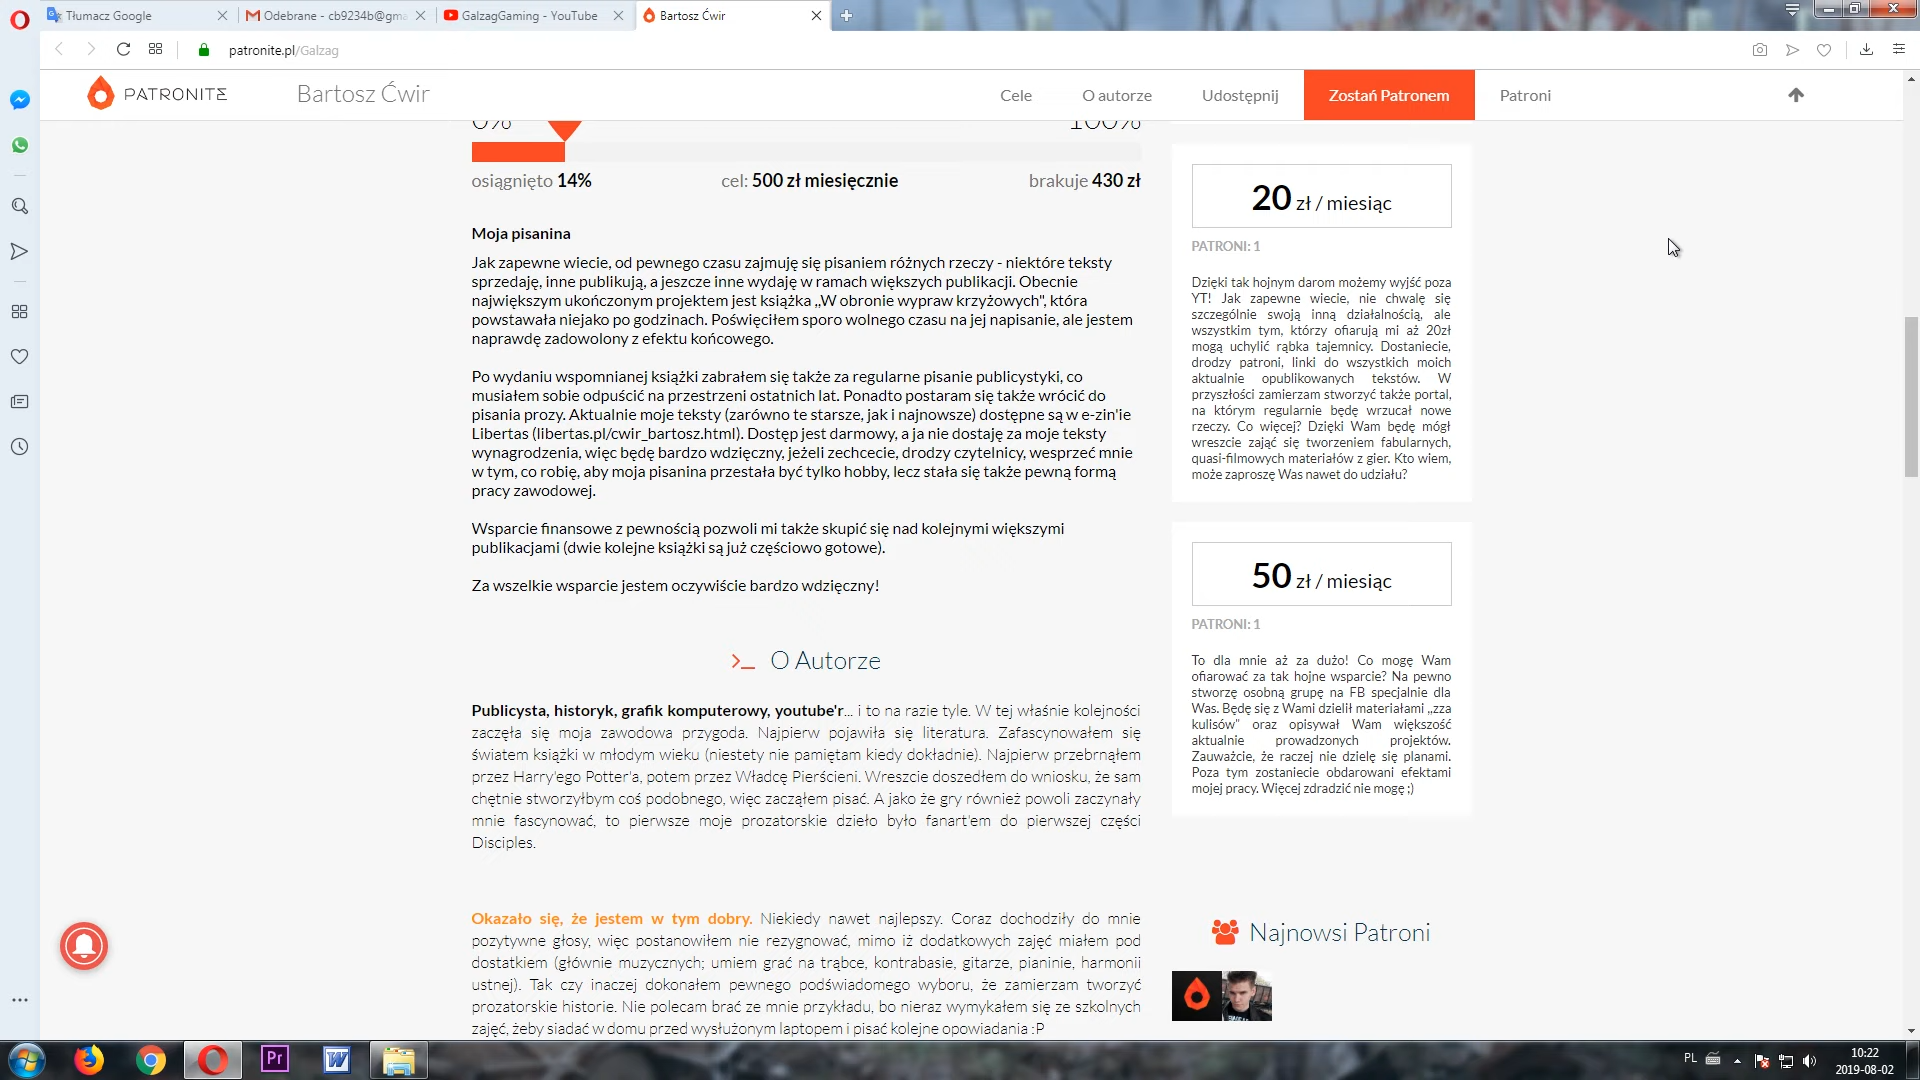 Tłumacz Google
Odebrane - cb9234b@gma
GalzagGaming - YouTube
Bartosz Ćwir
patronite.pl/Galzag
PATRONITE
Bartosz Ćwir
Cele
O autorze
Udostępnij
Zostań Patronem
Patroni
0%
100%
osiągnięto 14%
cel: 500 zł miesięcznie
brakuje 430 zł
Moja pisanina
Jak zapewne wiecie, od pewnego czasu zajmuję się pisaniem różnych rzeczy - niektóre teksty
sprzedaję, inne publikują, a jeszcze inne wydaję w ramach większych publikacji. Obecnie
największym ukończonym projektem jest książka ,,W obronie wypraw krzyżowych", która
powstawała niejako po godzinach. Poświęciłem sporo wolnego czasu na jej napisanie, ale jestem
naprawdę zadowolony z efektu końcowego.
Po wydaniu wspomnianej książki zabrałem się także za regularne pisanie publicystyki, co
musiałem sobie odpuścić na przestrzeni ostatnich lat. Ponadto postaram się także wrócić do
pisania prozy. Aktualnie moje teksty (zarówno te starsze, jak i najnowsze) dostępne są w e-zin'ie
Libertas (libertas.pl/cwir_bartosz.html). Dostęp jest darmowy, a ja nie dostaję za moje teksty
wynagrodzenia, więc będę bardzo wdzięczny, jeżeli zechcecie, drodzy czytelnicy, wesprzeć mnie
w tym, co robię, aby moja pisanina przestała być tylko hobby, lecz stała się także pewną formą
pracy zawodowej.
Wsparcie finansowe z pewnością pozwoli mi także skupić się nad kolejnymi większymi
publikacjami (dwie kolejne książki są już częściowo gotowe).
Za wszelkie wsparcie jestem oczywiście bardzo wdzięczny!
>_ O Autorze
Publicysta, historyk, grafik komputerowy, youtube'r... i to na razie tyle. W tej właśnie kolejności
zaczęła się moja zawodowa przygoda. Najpierw pojawiła się literatura. Zafascynowałem się
światem książki w młodym wieku (niestety nie pamiętam kiedy dokładnie). Najpierw przebrnąłem
przez Harry'ego Potter'a, potem przez Władcę Pierścieni. Wreszcie doszedłem do wniosku, że sam
chętnie stworzyłbym coś podobnego, więc zacząłem pisać. A jako że gry również powoli zaczynały
mnie fascynować, to pierwsze moje prozatorskie dzieło było fanart'em do pierwszej części
Disciples.
Okazało się, że jestem w tym dobry. Niekiedy nawet najlepszy. Coraz dochodziły do mnie
pozytywne głosy, więc postanowiłem nie rezygnować, mimo iż dodatkowych zajęć miałem pod
dostatkiem (głównie muzycznych; umiem grać na trąbce, kontrabasie, gitarze, pianinie, harmonii
ustnej). Tak czy inaczej dokonałem pewnego podświadomego wyboru, że zamierzam tworzyć
prozatorskie historie. Nie polecam brać ze mnie przykładu, bo nieraz wymykałem się ze szkolnych
zajęć, żeby siadać w domu przed wysłużonym laptopem i pisać kolejne opowiadania :P
20 zł / miesiąc
PATRONI: 1
Dzięki tak hojnym darom możemy wyjść poza
YT! Jak zapewne wiecie, nie chwalę się
szczególnie swoją inną działalnością, ale
wszystkim tym, którzy ofiarują mi aż 20zł
mogą uchylić rąbka tajemnicy. Dostaniecie,
drodzy patroni, linki do wszystkich moich
aktualnie opublikowanych tekstów. W
przyszłości zamierzam stworzyć także portal,
na którym regularnie będę wrzucał nowe
rzeczy. Co więcej? Dzięki Wam będę mógł
wreszcie zająć się tworzeniem fabularnych,
quasi-filmowych materiałów z gier. Kto wiem,
może zaproszę Was nawet do udziału?
50 zł / miesiąc
PATRONI: 1
To dla mnie aż za dużo! Co mogę Wam
ofiarować za tak hojne wsparcie? Na pewno
stworzę osobną grupę na FB specjalnie dla
Was. Będę się z Wami dzielił materiałami ,,zza
kulisów" oraz opisywał Wam większość
aktualnie prowadzonych projektów.
Zauważcie, że raczej nie dzielę się planami.
Poza tym zostaniecie obdarowani efektami
mojej pracy. Więcej zdradzić nie mogę ;)
Najnowsi Patroni
Pr
W
PL
10:22
2019-08-02